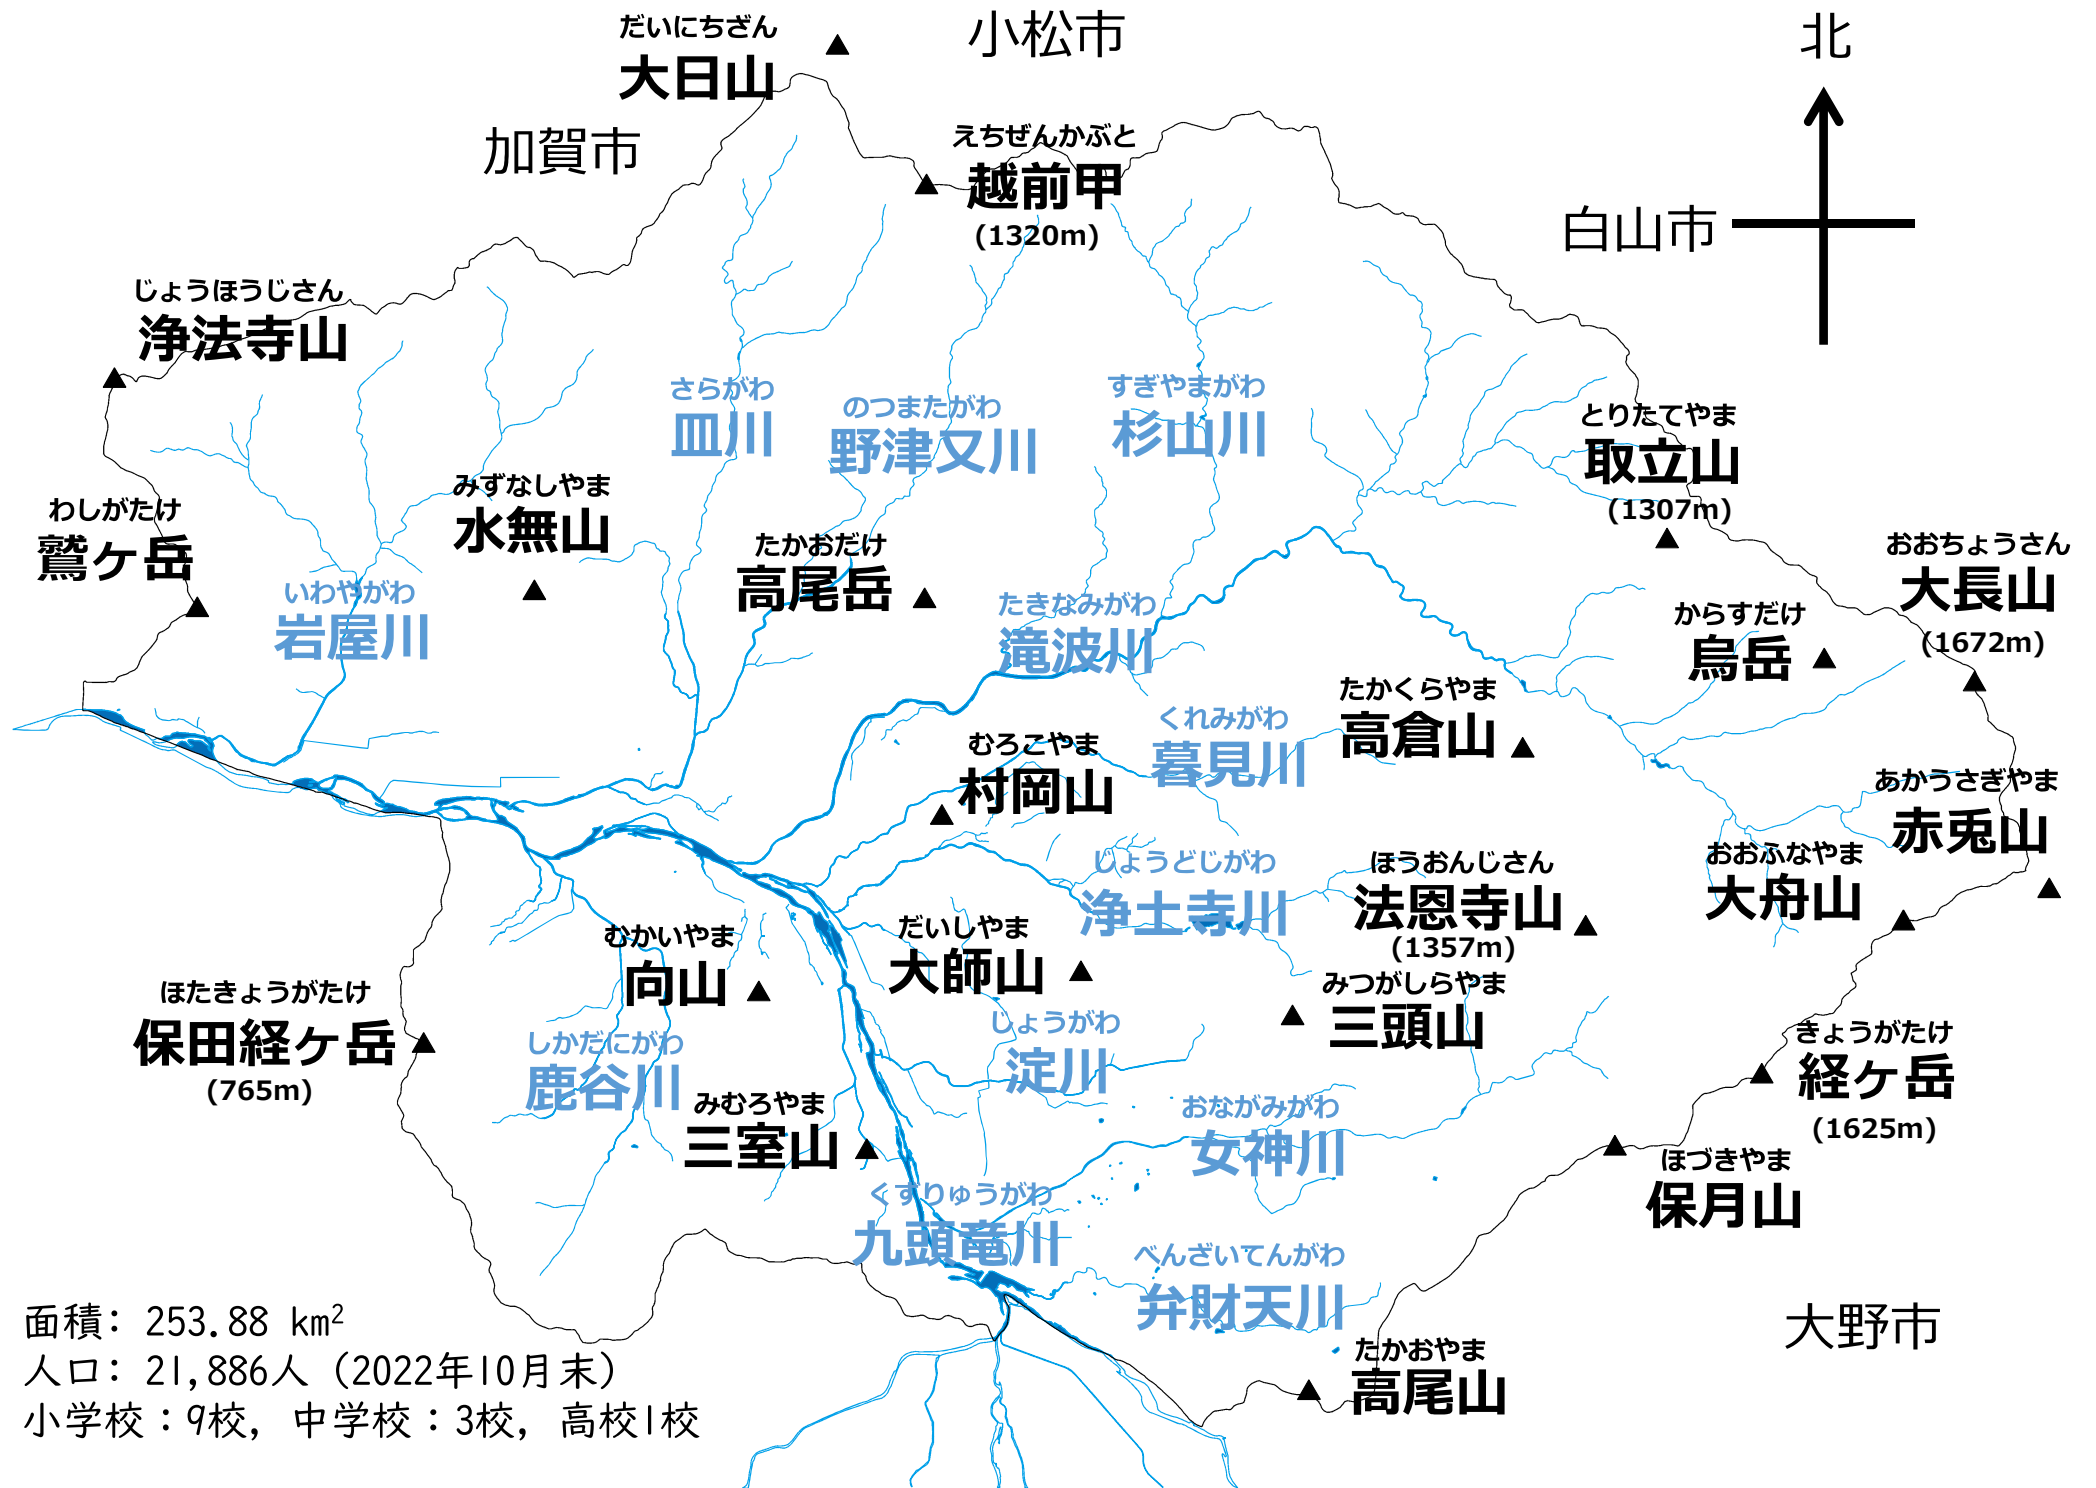 だいにちざん
大日山
小松市
北
加賀市
えちぜんかぶと
越前甲
(1320m)
白山市
じょうほうじさん
浄法寺山
さらがわ
皿川
のつまたがわ
野津又川
すぎやまがわ
杉山川
とりたてやま
取立山
(1307m)
わしがたけ
鷲ヶ岳
みずなしやま
水無山
たかおだけ
高尾岳
おおちょうさん
大長山
(1672m)
いわやがわ
岩屋川
たきなみがわ
滝波川
からすだけ
烏岳
たかくらやま
高倉山
くれみがわ
暮見川
むろこやま
村岡山
あかうさぎやま
赤兎山
じょうどじがわ
浄土寺川
ほうおんじさん
法恩寺山
(1357m)
おおふなやま
大舟山
むかいやま
向山
だいしやま
大師山
みつがしらやま
三頭山
ほたきょうがたけ
保田経ヶ岳
(765m)
しかだにがわ
鹿谷川
じょうがわ
淀川
きょうがたけ
経ヶ岳
(1625m)
みむろやま
三室山
おながみがわ
女神川
ほづきやま
保月山
くずりゅうがわ
九頭竜川
べんざいてんがわ
弁財天川
たかおやま
高尾山
大野市
面積: 253.88 km²
人口: 21,886人 (2022年10月末)
小学校：9校, 中学校：3校, 高校1校